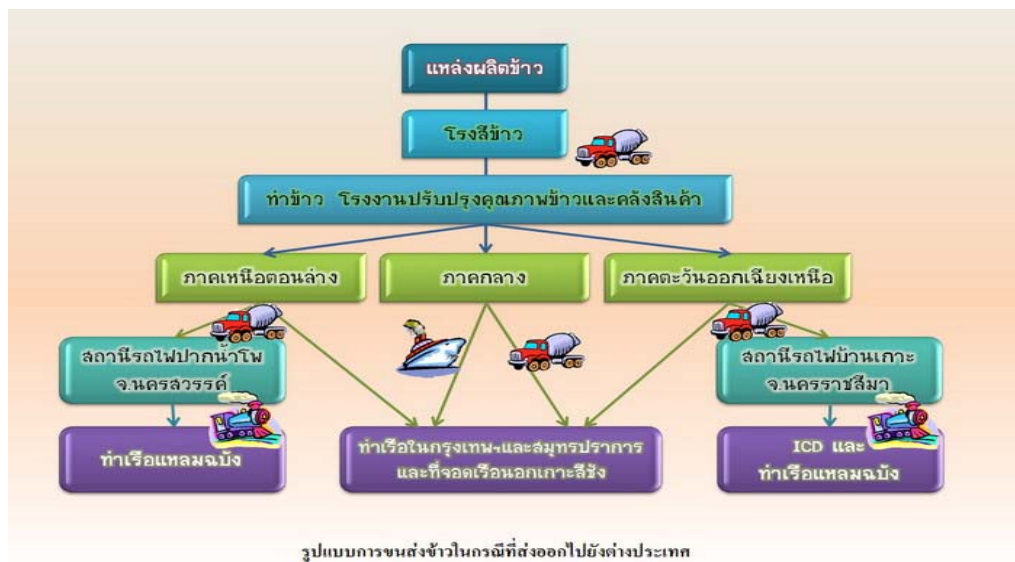 แหล่งผลิตข้าว
โรงสีข้าว
ท่าข้าว โรงงานปรับปรุงคุณภาพข้าวและคลังสินค้า
ภาคเหนือตอนล่าง
ภาคกลาง
ภาคตะวันออกเฉียงเหนือ
สถานีรถไฟปากน้ำโพ
จ.นครสวรรค์
สถานีรถไฟบ้านเกาะ
จ.นครราชสีมา
ท่าเรือแหลมฉบัง
ท่าเรือในกรุงเทพฯและสมุทรปราการ
และที่จอดเรือนอกเกาะสีชัง
ICD และ
ท่าเรือแหลมฉบัง
รูปแบบการขนส่งข้าวในกรณีที่ส่งออกไปยังต่างประเทศ